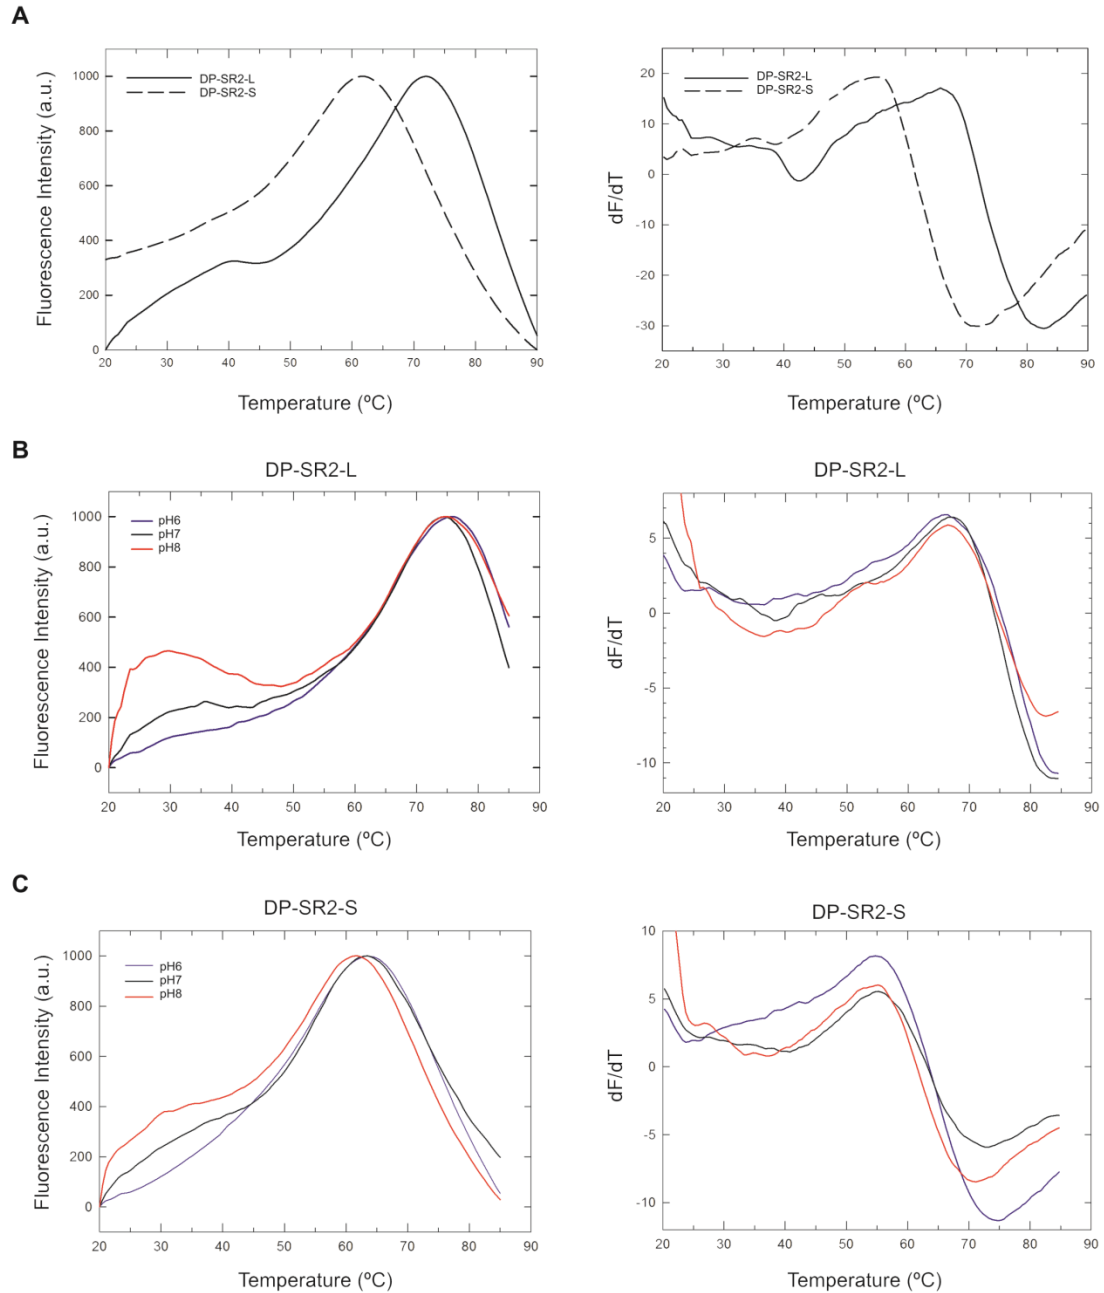 A
Fluorescence Intensity (a.u.)
1000
800
600
400
200
0
DP-SR2-L
DP-SR2-S
20 30 40 50 60 70 80 90
Temperature (ºC)
dF/dT
20
10
0
-10
-20
-30
DP-SR2-L
DP-SR2-S
20 30 40 50 60 70 80 90
Temperature (ºC)
B
DP-SR2-L
Fluorescence Intensity (a.u.)
1000
800
600
400
200
0
pH6
pH7
pH8
20 30 40 50 60 70 80 90
Temperature (ºC)
DP-SR2-L
dF/dT
5
0
-5
-10
20 30 40 50 60 70 80 90
Temperature (ºC)
C
DP-SR2-S
Fluorescence Intensity (a.u.)
1000
800
600
400
200
0
pH6
pH7
pH8
20 30 40 50 60 70 80 90
Temperature (ºC)
DP-SR2-S
dF/dT
10
5
0
-5
-10
20 30 40 50 60 70 80 90
Temperature (ºC)